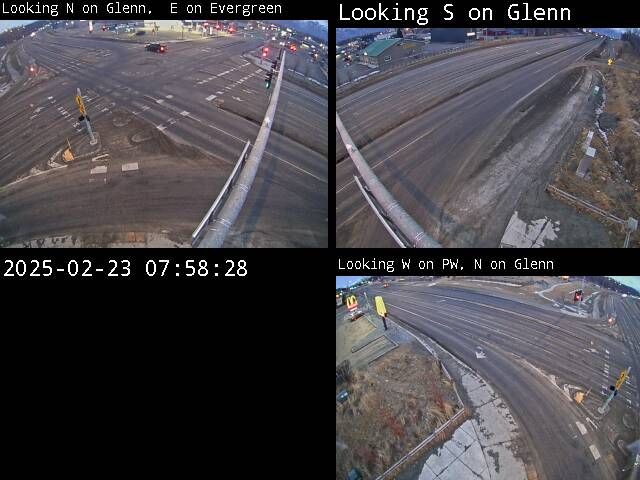 Looking N on Glenn, E on Evergreen
Looking S on Glenn
2025-02-23 07:58:28
Looking W on PW, N on Glenn